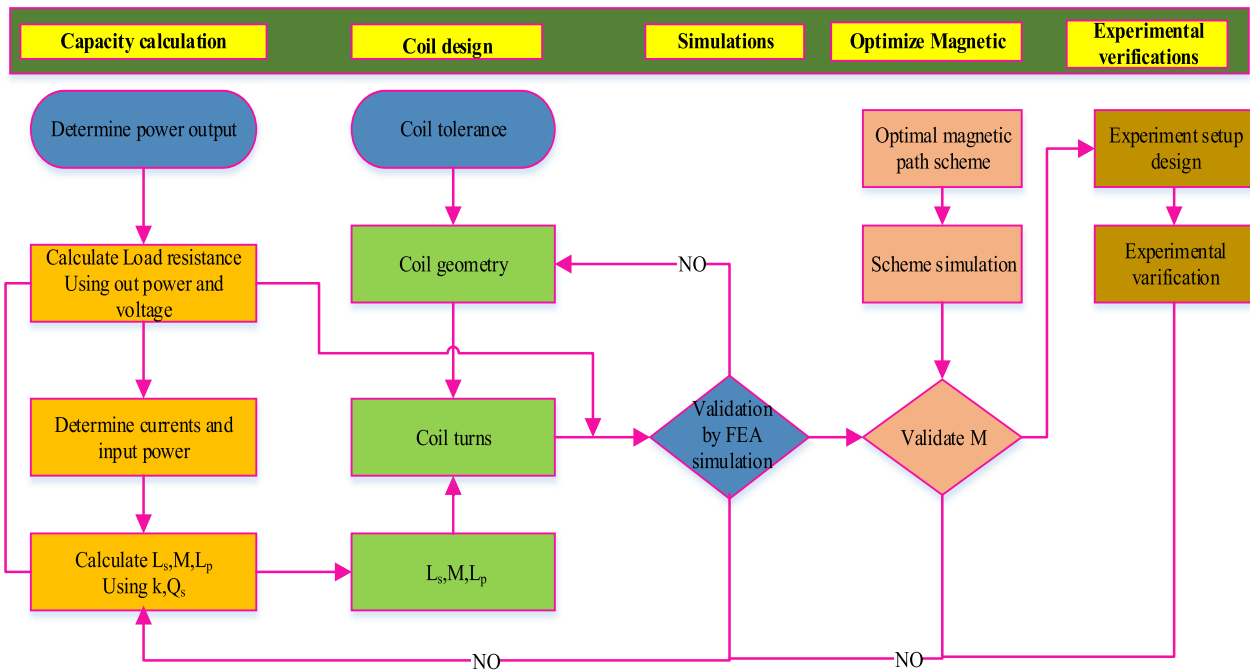 Capacity calculation
Coil design
Simulations
Optimize Magnetic
Experimental
verifications
Determine power output
Calculate Load resistance
Using out power and
voltage
Determine currents and
input power
Calculate Lₛ,M,Lₚ
Using k,Qₛ
Coil tolerance
Coil geometry
Coil turns
Lₛ,M,Lₚ
NO
Validation
by FEA
simulation
Optimal magnetic
path scheme
Scheme simulation
Validate M
Experiment setup
design
Experimental
varification
NO
NO